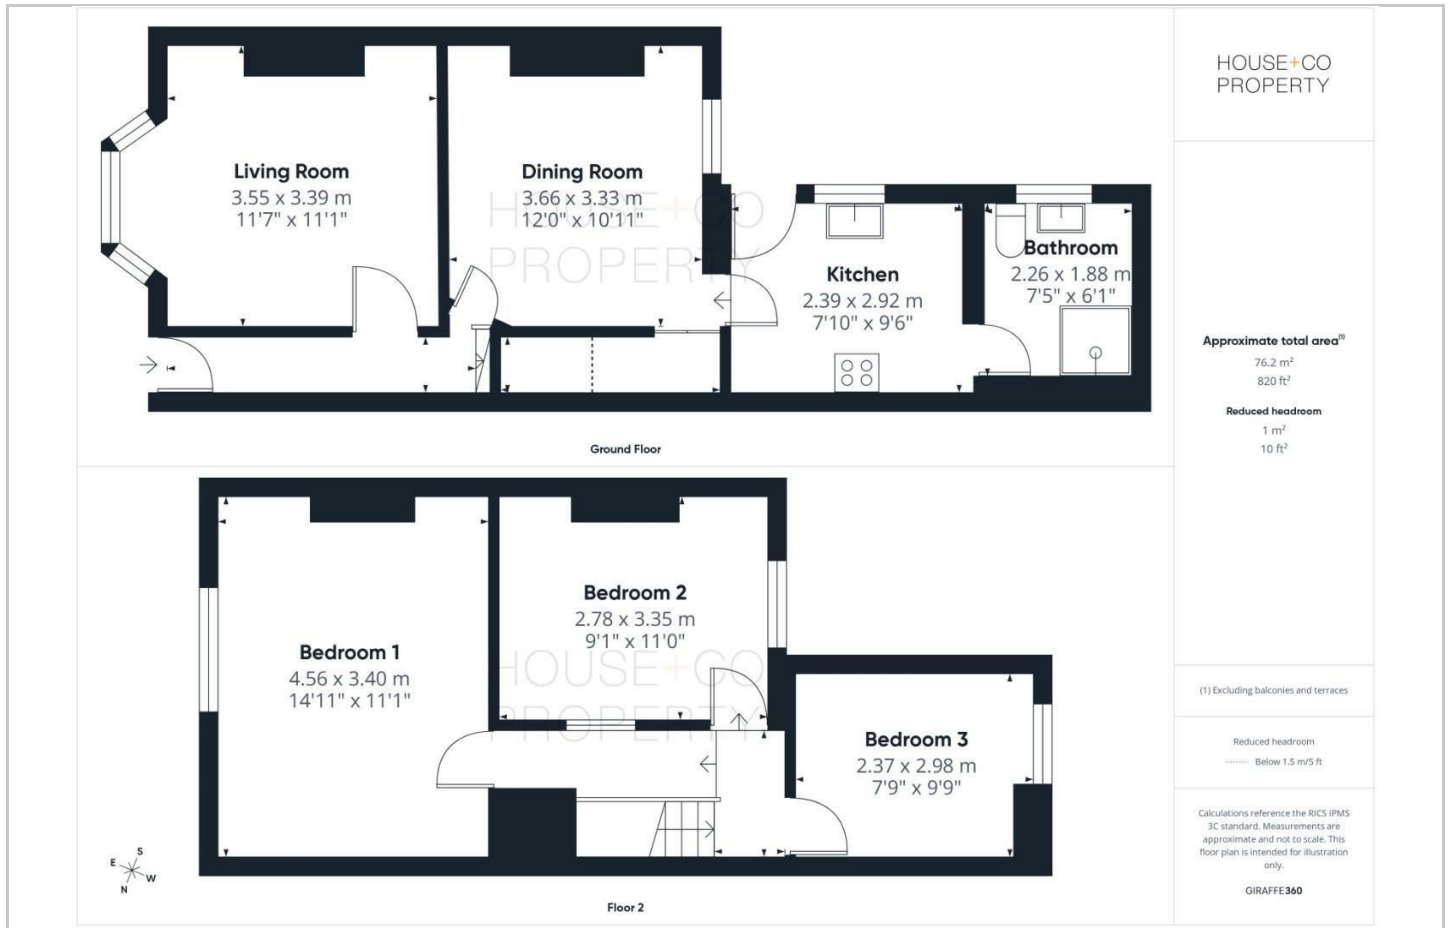 HOUSE+CO
PROPERTY
Living Room
3.55 x 3.39 m
11'7" x 11'1"
Dining Room
3.66 x 3.33 m
12'0" x 10'11"
HOUSE+CO
PROPERTY
Kitchen
2.39 x 2.92 m
7'10" x 9'6"
Bathroom
2.26 x 1.88 m
7'5" x 6'1"
Ground Floor
Approximate total area(1)
76.2 m²
820 ft²
Reduced headroom
1 m²
10 ft²
Bedroom 1
4.56 x 3.40 m
14'11" x 11'1"
Bedroom 2
2.78 x 3.35 m
9'1" x 11'0"
HOUSE+CO
PROPERTY
Bedroom 3
2.37 x 2.98 m
7'9" x 9'9"
S
E
W
N
Floor 2
(1) Excluding balconies and terraces
Reduced headroom
Below 1.5 m/5 ft
Calculations reference the RICS IPMS
3C standard. Measurements are
approximate and not to scale. This
floor plan is intended for illustration
only.
GIRAFFE360